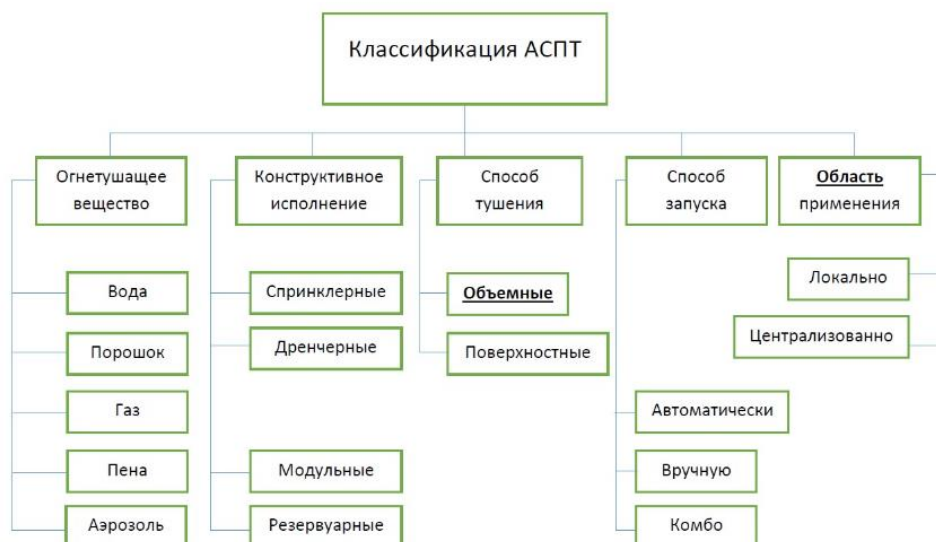 Классификация АСПТ
Огнетушащее
вещество
Конструктивное
исполнение
Способ
тушения
Способ
запуска
Область
применения
Вода
Порошок
Газ
Пена
Аэрозоль
Спринклерные
Дренчерные
Модульные
Резервуарные
Объемные
Поверхностные
Автоматически
Вручную
Комбо
Локально
Централизованно